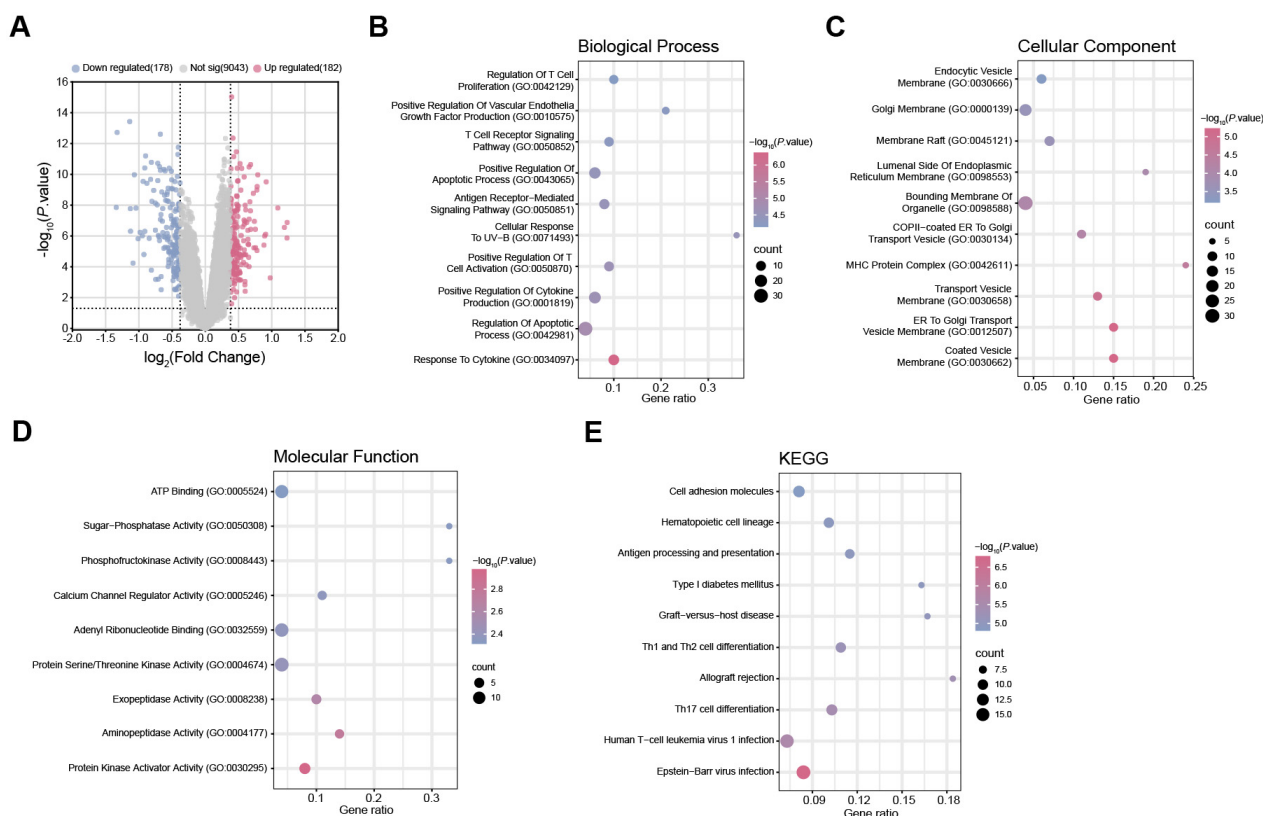 A
Down regulated(178) Not sig(9043) Up regulated(182)
16
14
12
10
8
6
4
2
0
-log10(P.value)
-2.0 -1.5 -1.0 -0.5 0.0 0.5 1.0 1.5 2.0
log2(Fold Change)
B
Biological Process
Regulation Of T Cell
Proliferation (GO:0042129)
Positive Regulation Of Vascular Endothelia
Growth Factor Production (GO:0010575)
T Cell Receptor Signaling
Pathway (GO:0050852)
Positive Regulation Of
Apoptotic Process (GO:0043065)
Antigen Receptor−Mediated
Signaling Pathway (GO:0050851)
Cellular Response
To UV−B (GO:0071493)
Positive Regulation Of T
Cell Activation (GO:0050870)
Positive Regulation Of Cytokine
Production (GO:0001819)
Regulation Of Apoptotic
Process (GO:0042981)
Response To Cytokine (GO:0034097)
0.1 0.2 0.3
Gene ratio
−log10(P.value)
6.0
5.5
5.0
4.5
count
10
20
30
C
Cellular Component
Endocytic Vesicle
Membrane (GO:0030666)
Golgi Membrane (GO:0000139)
Membrane Raft (GO:0045121)
Lumenal Side Of Endoplasmic
Reticulum Membrane (GO:0098553)
Bounding Membrane Of
Organelle (GO:0098588)
COPII−coated ER To Golgi
Transport Vesicle (GO:0030134)
MHC Protein Complex (GO:0042611)
Transport Vesicle
Membrane (GO:0030658)
ER To Golgi Transport
Vesicle Membrane (GO:0012507)
Coated Vesicle
Membrane (GO:0030662)
0.05 0.10 0.15 0.20 0.24
Gene ratio
−log10(P.value)
5.0
4.5
4.0
3.5
count
5
10
15
20
25
30
D
Molecular Function
ATP Binding (GO:0005524)
Sugar−Phosphatase Activity (GO:0050308)
Phosphofructokinase Activity (GO:0008443)
Calcium Channel Regulator Activity (GO:0005246)
Adenyl Ribonucleotide Binding (GO:0032559)
Protein Serine/Threonine Kinase Activity (GO:0004674)
Exopeptidase Activity (GO:0008238)
Aminopeptidase Activity (GO:0004177)
Protein Kinase Activator Activity (GO:0030295)
0.1 0.2 0.3
Gene ratio
−log10(P.value)
2.8
2.6
2.4
count
5
10
E
KEGG
Cell adhesion molecules
Hematopoietic cell lineage
Antigen processing and presentation
Type I diabetes mellitus
Graft−versus−host disease
Th1 and Th2 cell differentiation
Allograft rejection
Th17 cell differentiation
Human T−cell leukemia virus 1 infection
Epstein−Barr virus infection
0.09 0.12 0.15 0.18
Gene ratio
−log10(P.value)
6.5
6.0
5.5
5.0
count
7.5
10.0
12.5
15.0